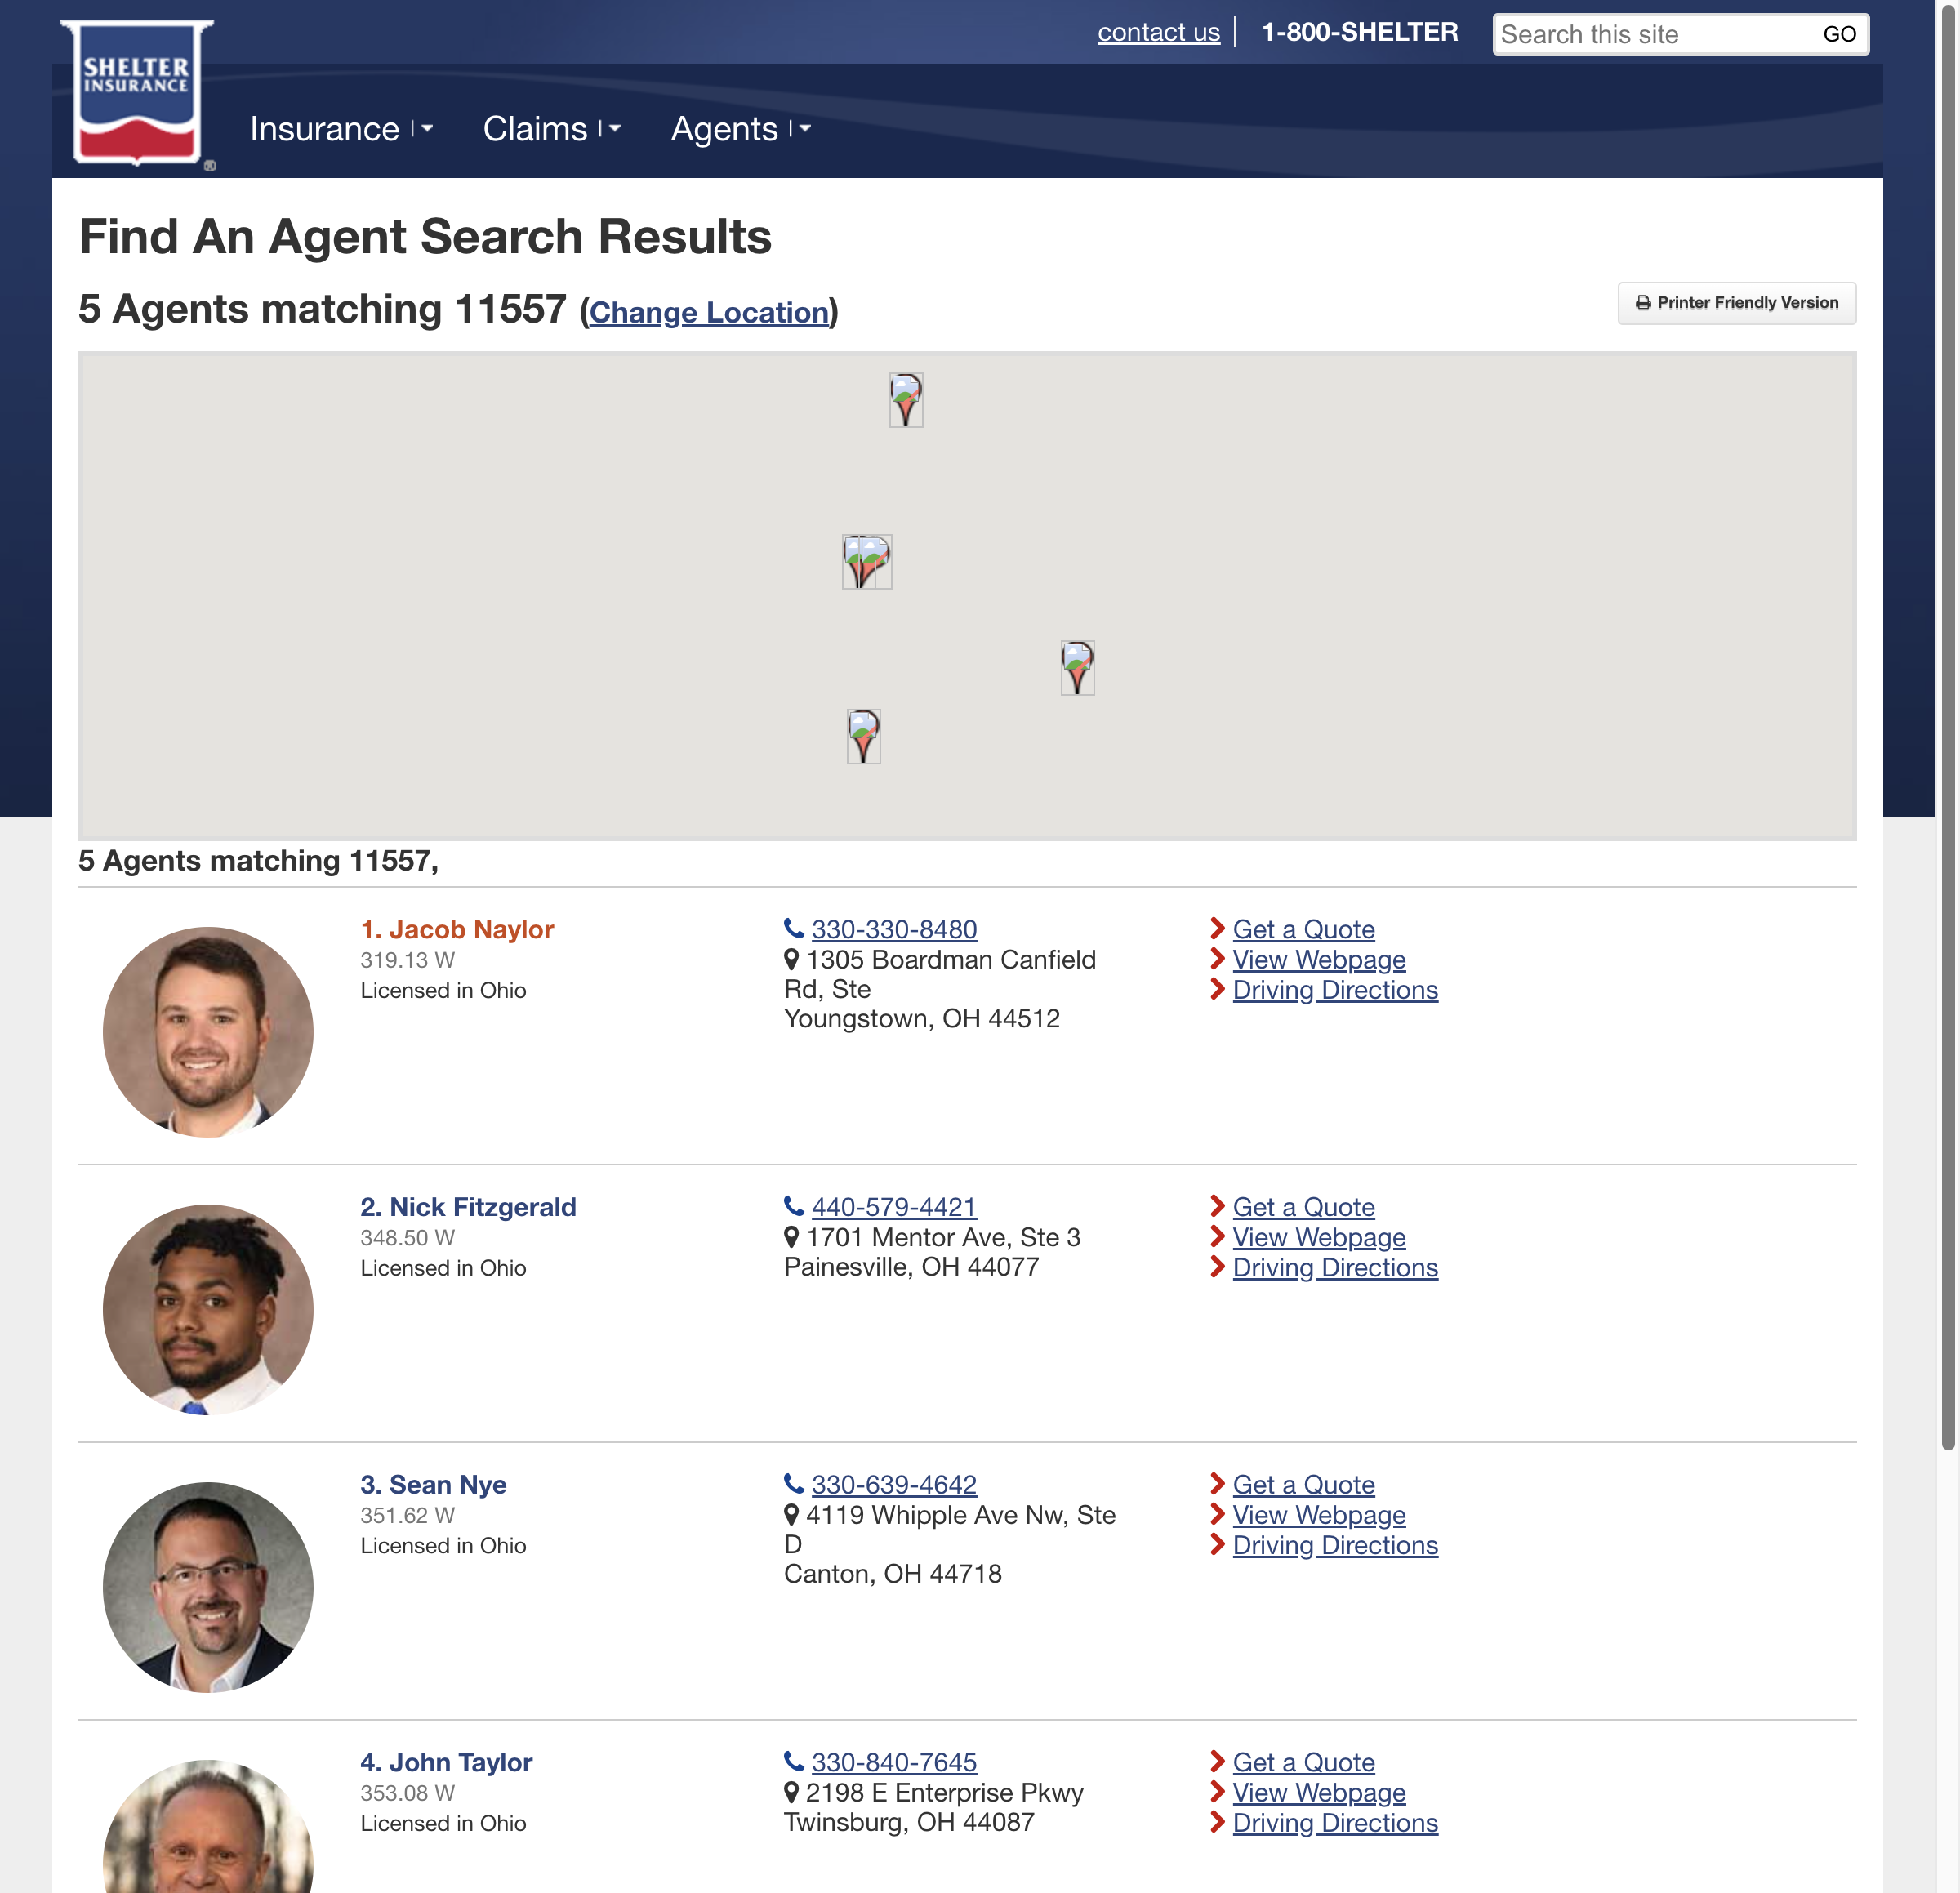 contact us
1-800-SHELTER
Search this site
GO
SHELTER
INSURANCE
Insurance
Claims
Agents
Find An Agent Search Results
5 Agents matching 11557 (Change Location)
Printer Friendly Version
5 Agents matching 11557,
1. Jacob Naylor
319.13 W
Licensed in Ohio
330-330-8480
1305 Boardman Canfield
Rd, Ste
Youngstown, OH 44512
Get a Quote
View Webpage
Driving Directions
2. Nick Fitzgerald
348.50 W
Licensed in Ohio
440-579-4421
1701 Mentor Ave, Ste 3
Painesville, OH 44077
Get a Quote
View Webpage
Driving Directions
3. Sean Nye
351.62 W
Licensed in Ohio
330-639-4642
4119 Whipple Ave Nw, Ste
D
Canton, OH 44718
Get a Quote
View Webpage
Driving Directions
4. John Taylor
353.08 W
Licensed in Ohio
330-840-7645
2198 E Enterprise Pkwy
Twinsburg, OH 44087
Get a Quote
View Webpage
Driving Directions